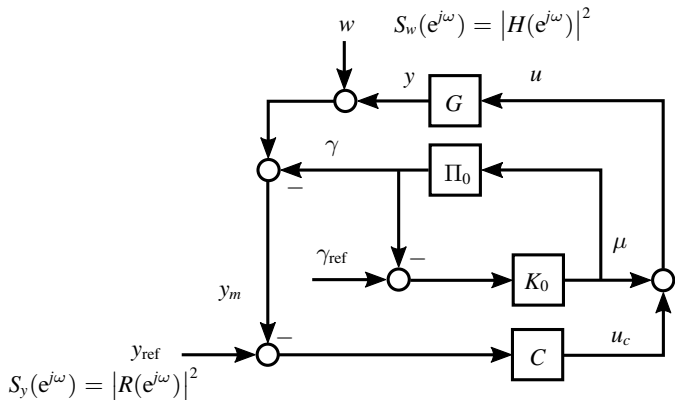 w
S_w(e^{jω}) = |H(e^{jω})|^2
y
G
u
γ
−
Π_0
−
μ
γ_ref
K_0
y_m
−
y_ref
C
u_c
S_y(e^{jω}) = |R(e^{jω})|^2